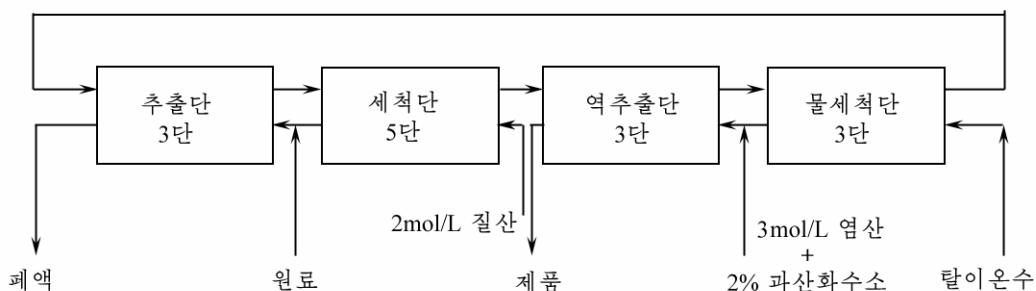 추출단
3단
세척단
5단
역추출단
3단
물세척단
3단
2mol/L 질산
3mol/L 염산
+
폐액
원료
제품
2% 과산화수소
탈이온수